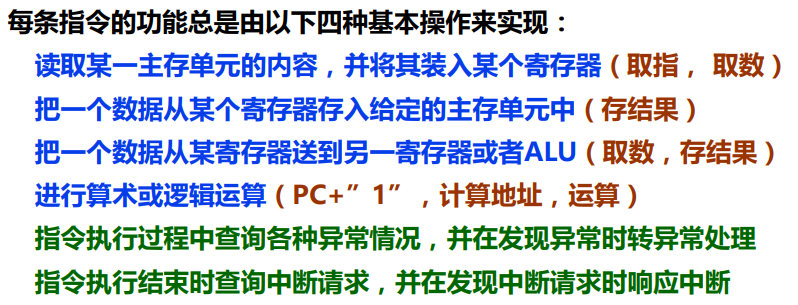 每条指令的功能总是由以下四种基本操作来实现：
读取某一主存单元的内容，并将其装入某个寄存器（取指， 取数）
把一个数据从某个寄存器存入给定的主存单元中（存结果）
把一个数据从某寄存器送到另一寄存器或者ALU（取数，存结果）
进行算术或逻辑运算（PC+”1”，计算地址，运算）
指令执行过程中查询各种异常情况，并在发现异常时转异常处理
指令执行结束时查询中断请求，并在发现中断请求时响应中断